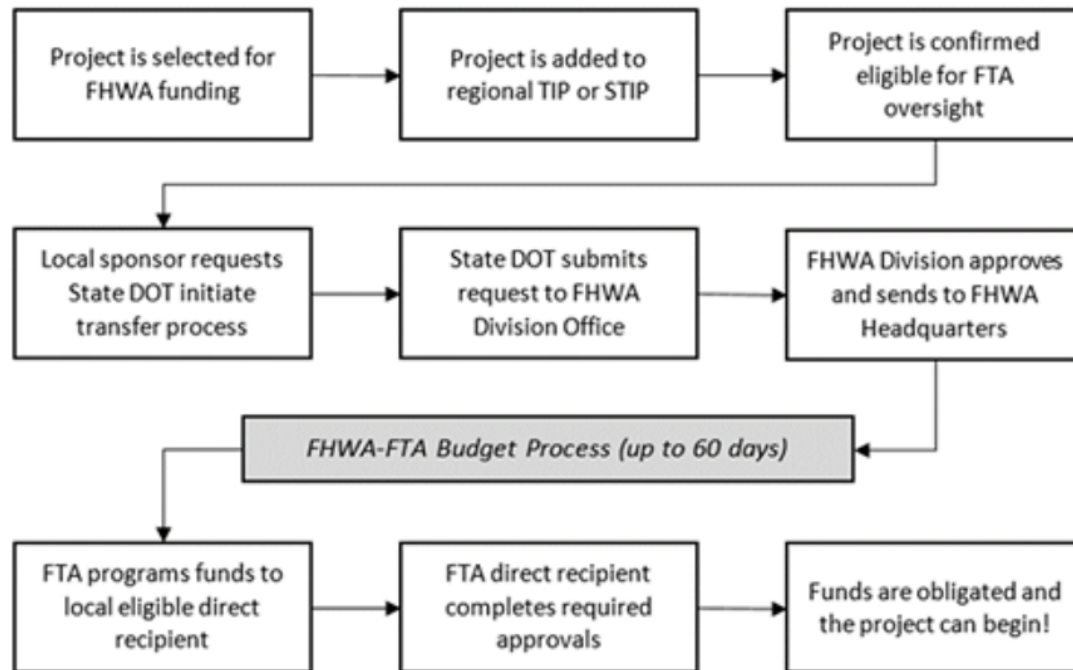 Project is selected for
FHWA funding
Project is added to
regional TIP or STIP
Project is confirmed
eligible for FTA
oversight
Local sponsor requests
State DOT initiate
transfer process
State DOT submits
request to FHWA
Division Office
FHWA Division approves
and sends to FHWA
Headquarters
FHWA-FTA Budget Process (up to 60 days)
FTA programs funds to
local eligible direct
recipient
FTA direct recipient
completes required
approvals
Funds are obligated and
the project can begin!